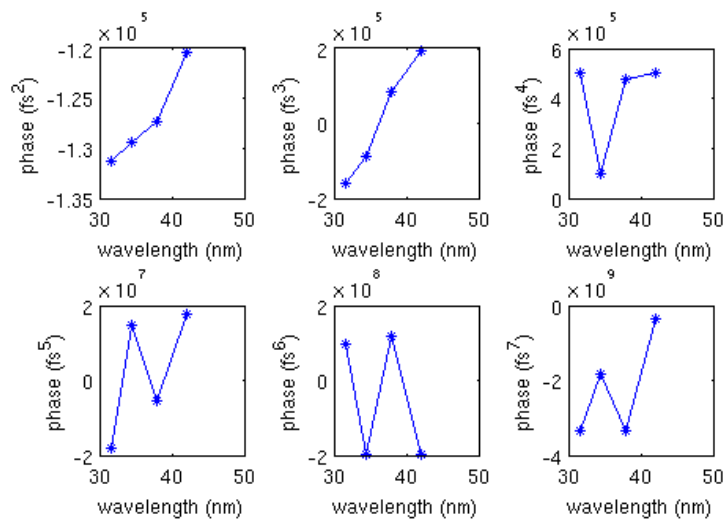 × 10^5
× 10^5
× 10^5
-1.2
-1.25
-1.3
-1.35
phase (fs^2)
30 40 50
wavelength (nm)
2
0
-2
phase (fs^3)
30 40 50
wavelength (nm)
6
4
2
0
phase (fs^4)
30 40 50
wavelength (nm)
× 10^7
× 10^8
× 10^9
2
0
-2
phase (fs^5)
30 40 50
wavelength (nm)
2
0
-2
phase (fs^6)
30 40 50
wavelength (nm)
0
-2
-4
phase (fs^7)
30 40 50
wavelength (nm)